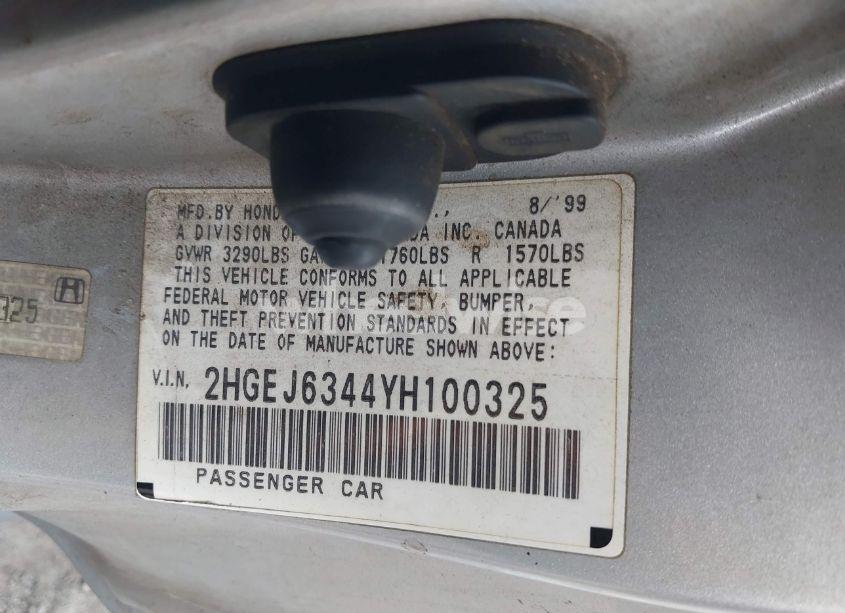 MFD.BY HOND ., 8/'99
A DIVISION OF DA INC. CANADA
GVWR 3290LBS GA 1760LBS R 1570LBS
THIS VEHICLE CONFORMS TO ALL APPLICABLE
FEDERAL MOTOR VEHICLE SAFETY, BUMPER,
AND THEFT PREVENTION STANDARDS IN EFFECT
ON THE DATE OF MANUFACTURE SHOWN ABOVE:
V.I.N. 2HGEJ6344YH100325
PASSENGER CAR
325